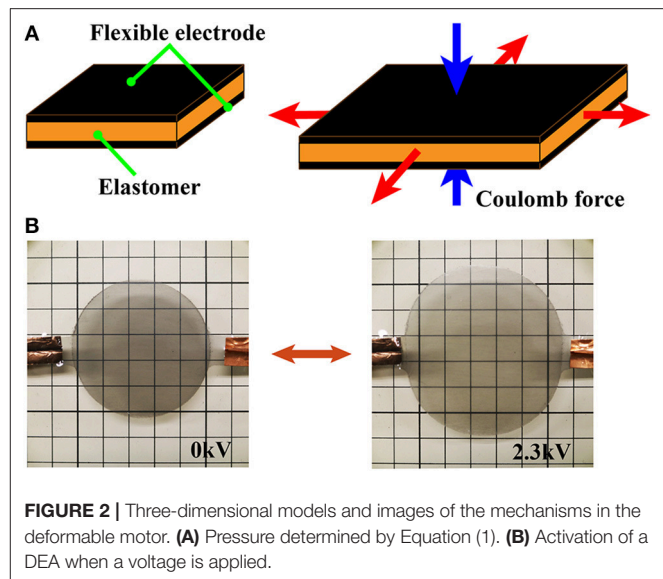 A
Flexible electrode
Elastomer
Coulomb force
B
0kV
2.3kV
FIGURE 2 | Three-dimensional models and images of the mechanisms in the
deformable motor. (A) Pressure determined by Equation (1). (B) Activation of a
DEA when a voltage is applied.